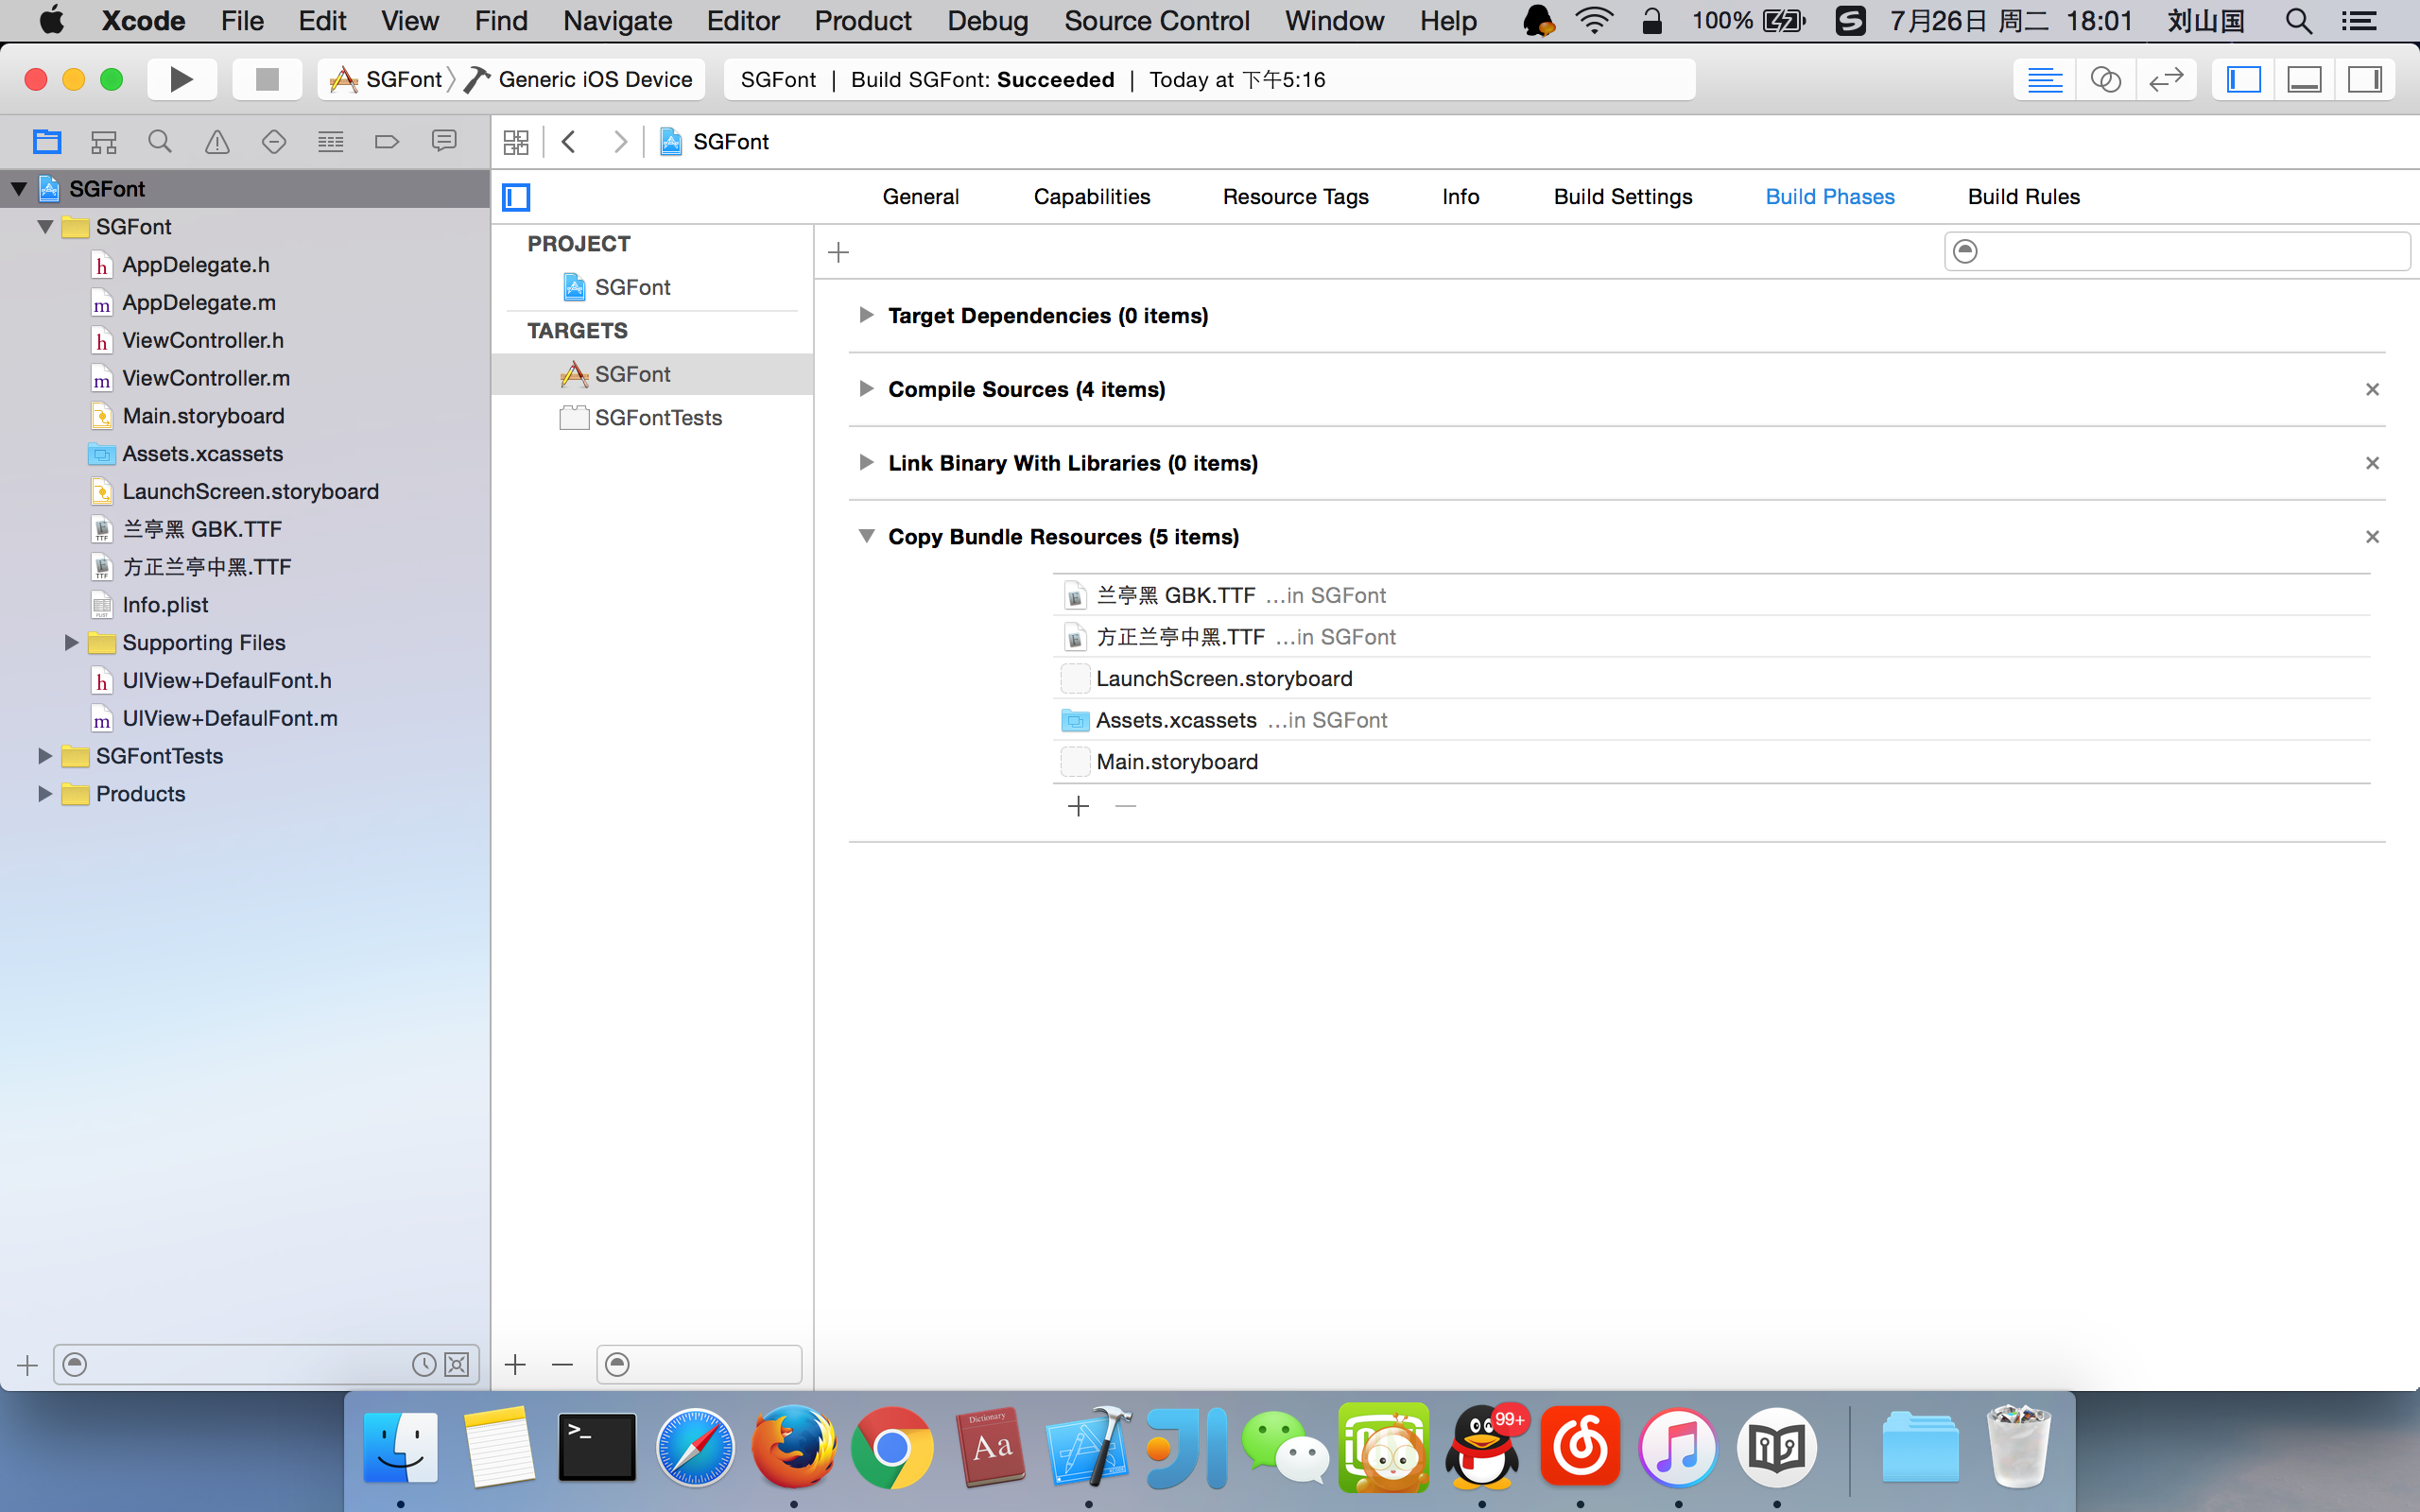 Xcode File Edit View Find Navigate Editor Product Debug Source Control Window Help 100% 7月26日 周二 18:01 刘山国
SGFont Generic iOS Device SGFont | Build SGFont: Succeeded | Today at 下午5:16
SGFont
General Capabilities Resource Tags Info Build Settings Build Phases Build Rules
SGFont
SGFont
AppDelegate.h
AppDelegate.m
ViewController.h
ViewController.m
Main.storyboard
Assets.xcassets
LaunchScreen.storyboard
兰亭黑 GBK.TTF
方正兰亭中黑.TTF
Info.plist
Supporting Files
UIView+DefaulFont.h
UIView+DefaulFont.m
SGFontTests
Products
PROJECT
SGFont
TARGETS
SGFont
SGFontTests
Target Dependencies (0 items)
Compile Sources (4 items)
Link Binary With Libraries (0 items)
Copy Bundle Resources (5 items)
兰亭黑 GBK.TTF ...in SGFont
方正兰亭中黑.TTF ...in SGFont
LaunchScreen.storyboard
Assets.xcassets ...in SGFont
Main.storyboard
Dictionary
Aa
99+